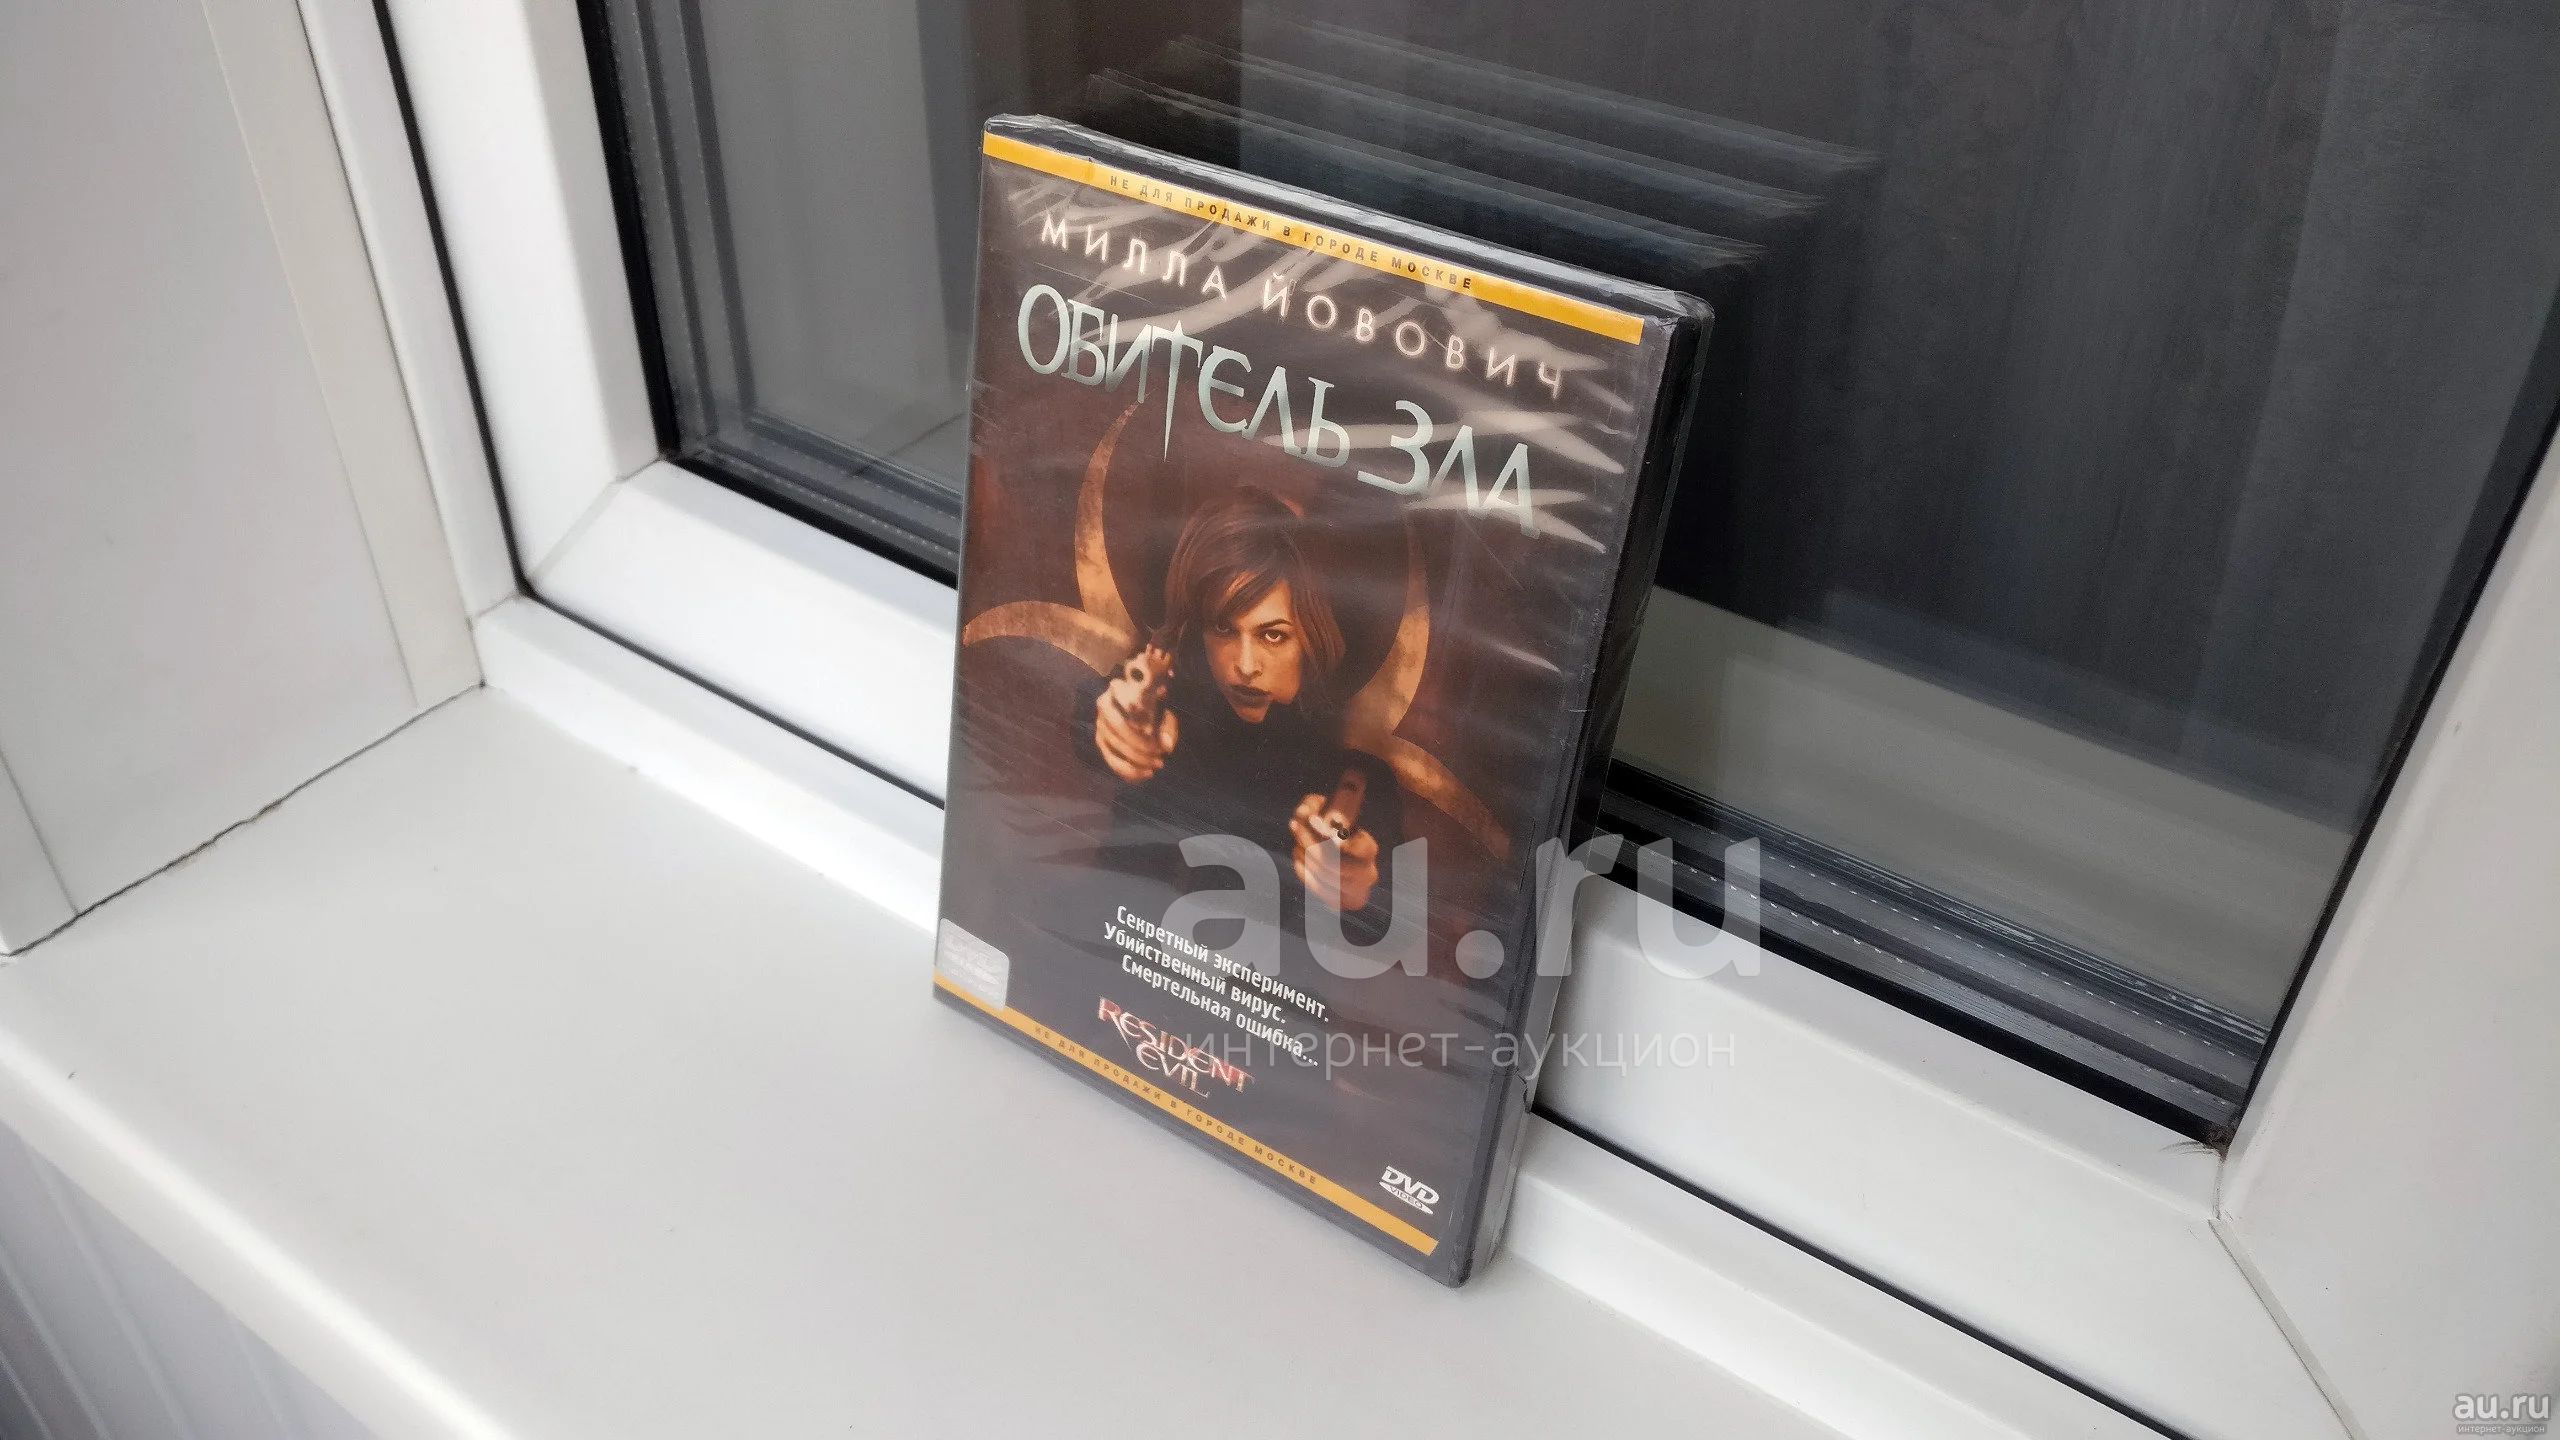 НЕ ДЛЯ ПРОДАЖИ В ГОРОДЕ МОСКВЕ
МИЛЛА ЙОВОВИЧ
ОБИТЕЛЬ ЗЛА
Секретный эксперимент.
Убийственный вирус.
Смертельная ошибка...
RESIDENT
EVIL
НЕ ДЛЯ ПРОДАЖИ В ГОРОДЕ МОСКВЕ
DVD
VIDEO
au.ru
интернет-аукцион
au.ru
интернет-аукцион